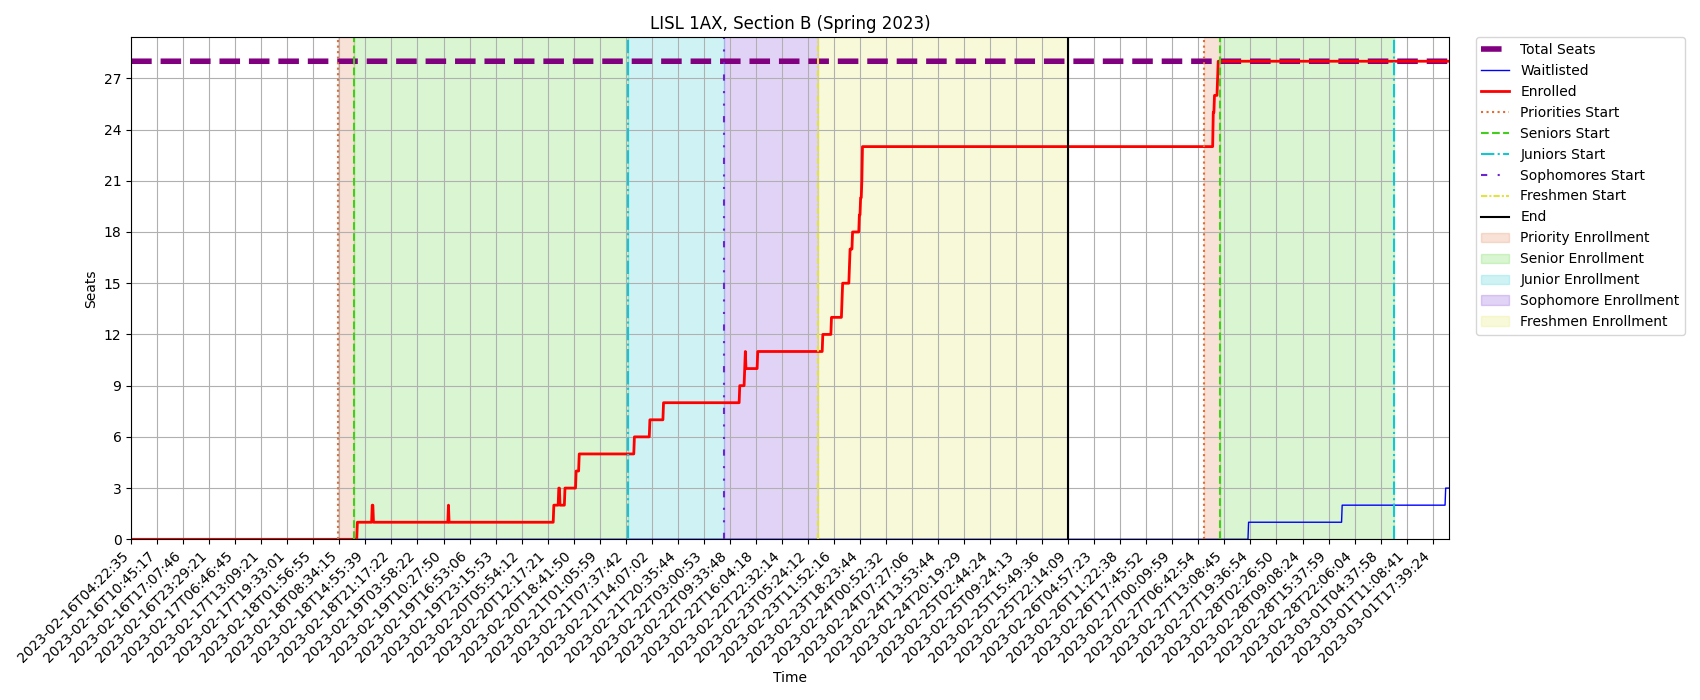 LISL 1AX, Section B (Spring 2023)
Total Seats
Waitlisted
Enrolled
Priorities Start
Seniors Start
Juniors Start
Sophomores Start
Freshmen Start
End
Priority Enrollment
Senior Enrollment
Junior Enrollment
Sophomore Enrollment
Freshmen Enrollment
Seats
27
24
21
18
15
12
9
6
3
0
2023-02-16T04:22:35
2023-02-16T10:45:17
2023-02-16T17:07:46
2023-02-16T23:29:21
2023-02-17T06:46:45
2023-02-17T13:09:21
2023-02-17T19:33:01
2023-02-18T01:56:55
2023-02-18T08:34:15
2023-02-18T14:55:39
2023-02-18T21:17:22
2023-02-19T03:58:22
2023-02-19T10:27:50
2023-02-19T16:53:06
2023-02-19T23:15:53
2023-02-20T05:54:12
2023-02-20T12:17:21
2023-02-20T18:41:50
2023-02-21T01:05:59
2023-02-21T07:37:42
2023-02-21T14:07:02
2023-02-21T20:35:44
2023-02-22T03:00:53
2023-02-22T09:33:48
2023-02-22T16:04:18
2023-02-22T22:32:14
2023-02-23T05:24:12
2023-02-23T11:52:16
2023-02-23T18:23:44
2023-02-24T00:52:32
2023-02-24T07:27:06
2023-02-24T13:53:44
2023-02-24T20:19:29
2023-02-25T02:44:24
2023-02-25T09:24:13
2023-02-25T15:49:36
2023-02-25T22:14:09
2023-02-26T04:57:23
2023-02-26T11:22:38
2023-02-26T17:45:52
2023-02-27T00:09:59
2023-02-27T06:42:54
2023-02-27T13:08:45
2023-02-27T19:36:54
2023-02-28T02:26:50
2023-02-28T09:08:24
2023-02-28T15:37:59
2023-02-28T22:06:04
2023-03-01T04:37:58
2023-03-01T11:08:41
2023-03-01T17:39:24
Time